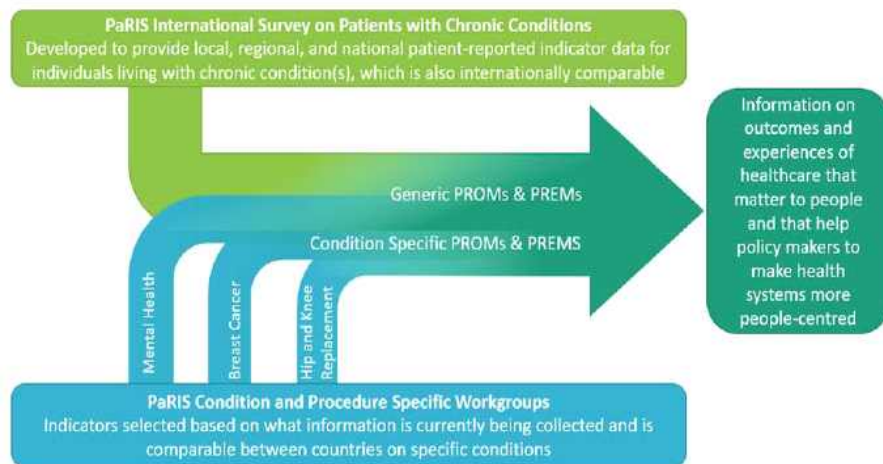 PaRIS International Survey on Patients with Chronic Conditions
Developed to provide local, regional, and national patient-reported indicator data for
individuals living with chronic condition(s), which is also internationally comparable
Information on
outcomes and
experiences of
healthcare that
matter to people
and that help
policy makers to
make health
systems more
people-centred
Generic PROMs & PREMs
Condition Specific PROMs & PREMS
Mental Health
Breast Cancer
Hip and Knee
Replacement
PaRIS Condition and Procedure Specific Workgroups
Indicators selected based on what information is currently being collected and is
comparable between countries on specific conditions